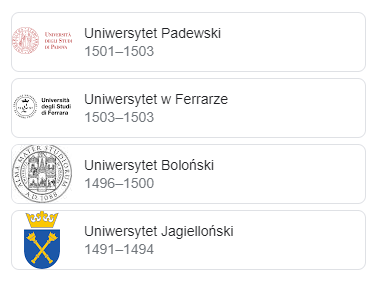 UNIVERSITÀ
DEGLI STUDI
DI PADOVA
Uniwersytet Padewski
1501–1503
Università
degli Studi
di Ferrara
Uniwersytet w Ferrarze
1503–1503
ALMA MATER STUDIORUM
A.D. 1088
Uniwersytet Boloński
1496–1500
Uniwersytet Jagielloński
1491–1494